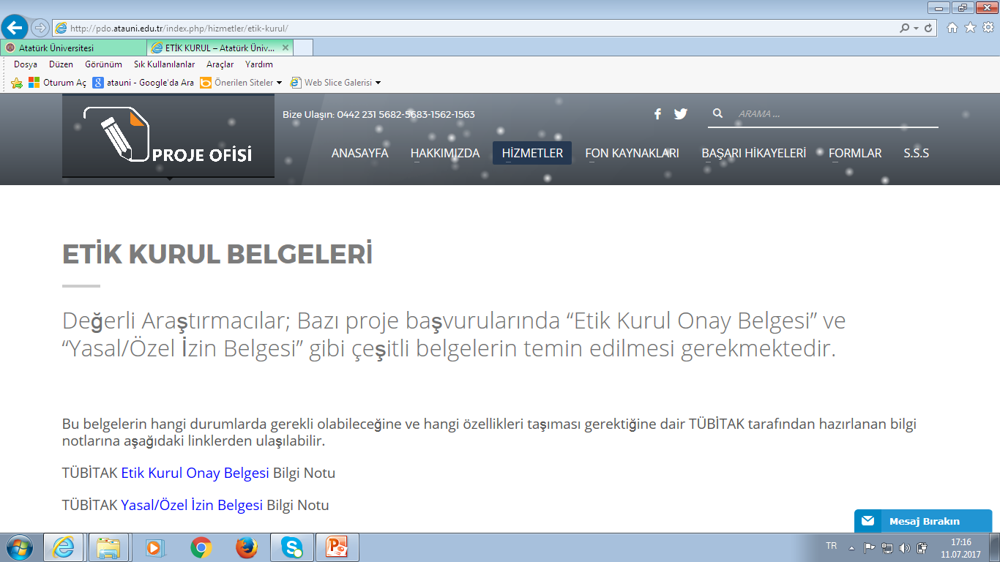 http://pdo.atauni.edu.tr/index.php/hizmetler/etik-kurul/
Atatürk Üniversitesi
ETİK KURUL – Atatürk Üniv...
Dosya Düzen Görünüm Sık Kullanılanlar Araçlar Yardım
Oturum Aç atauni - Google'da Ara Önerilen Siteler Web Slice Galerisi
Bize Ulaşın: 0442 231 5682-5683-1562-1563
ARAMA ...
PROJE OFİSİ
ANASAYFA HAKKIMIZDA HİZMETLER FON KAYNAKLARI BAŞARI HİKAYELERİ FORMLAR S.S.S
ETİK KURUL BELGELERİ
Değerli Araştırmacılar; Bazı proje başvurularında “Etik Kurul Onay Belgesi” ve
“Yasal/Özel İzin Belgesi” gibi çeşitli belgelerin temin edilmesi gerekmektedir.
Bu belgelerin hangi durumlarda gerekli olabileceğine ve hangi özellikleri taşıması gerektiğine dair TÜBİTAK tarafından hazırlanan bilgi
notlarına aşağıdaki linklerden ulaşılabilir.
TÜBİTAK Etik Kurul Onay Belgesi Bilgi Notu
TÜBİTAK Yasal/Özel İzin Belgesi Bilgi Notu
Mesaj Bırakın
TR
17:16
11.07.2017